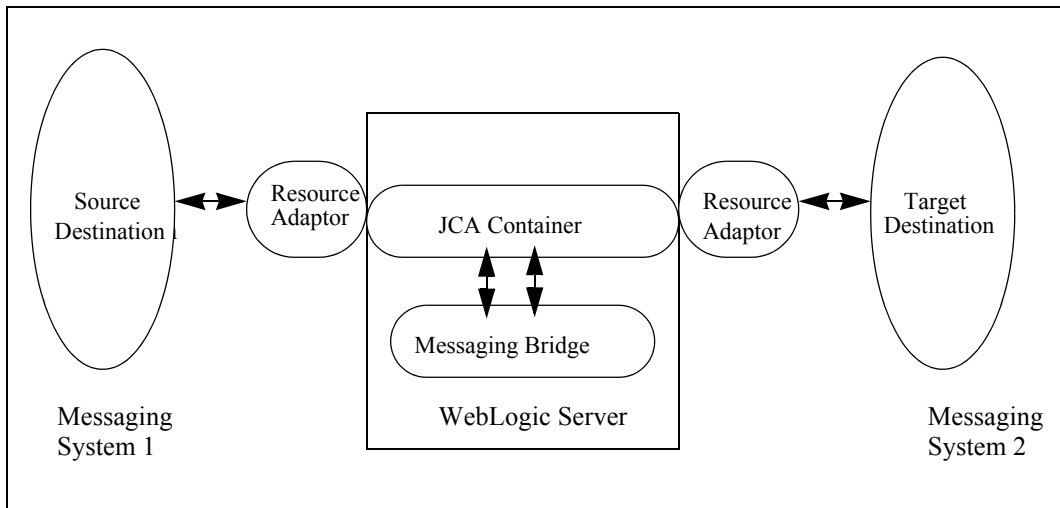 Source
Destination
Resource
Adaptor
JCA Container
Resource
Adaptor
Target
Destination
Messaging Bridge
WebLogic Server
Messaging
System 1
Messaging
System 2